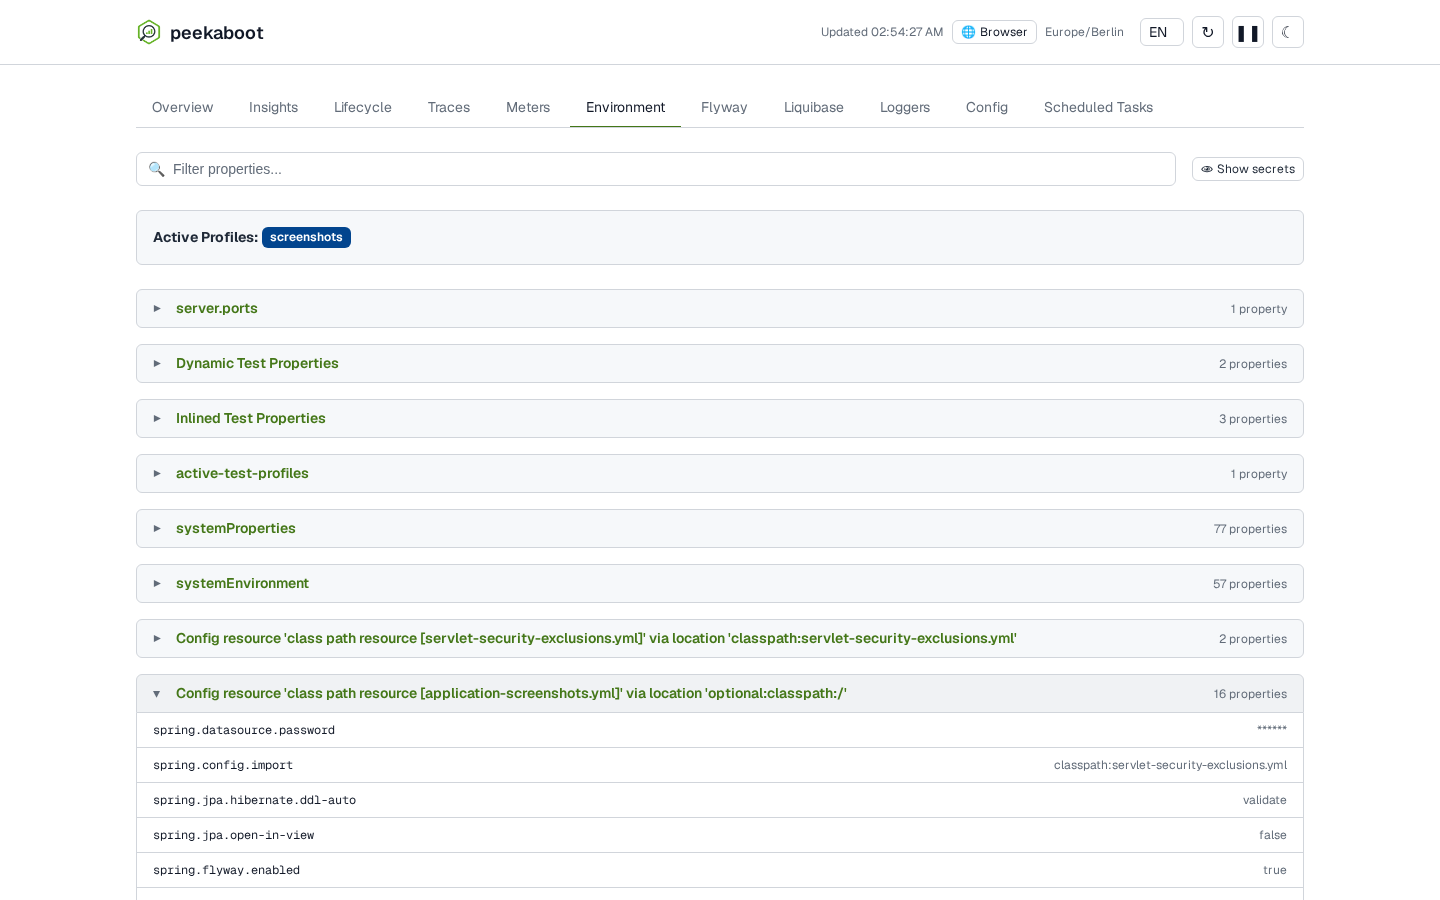 peekaboot
Updated 02:54:27 AM
Browser
Europe/Berlin
EN
Overview
Insights
Lifecycle
Traces
Meters
Environment
Flyway
Liquibase
Loggers
Config
Scheduled Tasks
Filter properties...
Show secrets
Active Profiles: screenshots
server.ports
1 property
Dynamic Test Properties
2 properties
Inlined Test Properties
3 properties
active-test-profiles
1 property
systemProperties
77 properties
systemEnvironment
57 properties
Config resource 'class path resource [servlet-security-exclusions.yml]' via location 'classpath:servlet-security-exclusions.yml'
2 properties
Config resource 'class path resource [application-screenshots.yml]' via location 'optional:classpath:/'
16 properties
spring.datasource.password
******
spring.config.import
classpath:servlet-security-exclusions.yml
spring.jpa.hibernate.ddl-auto
validate
spring.jpa.open-in-view
false
spring.flyway.enabled
true